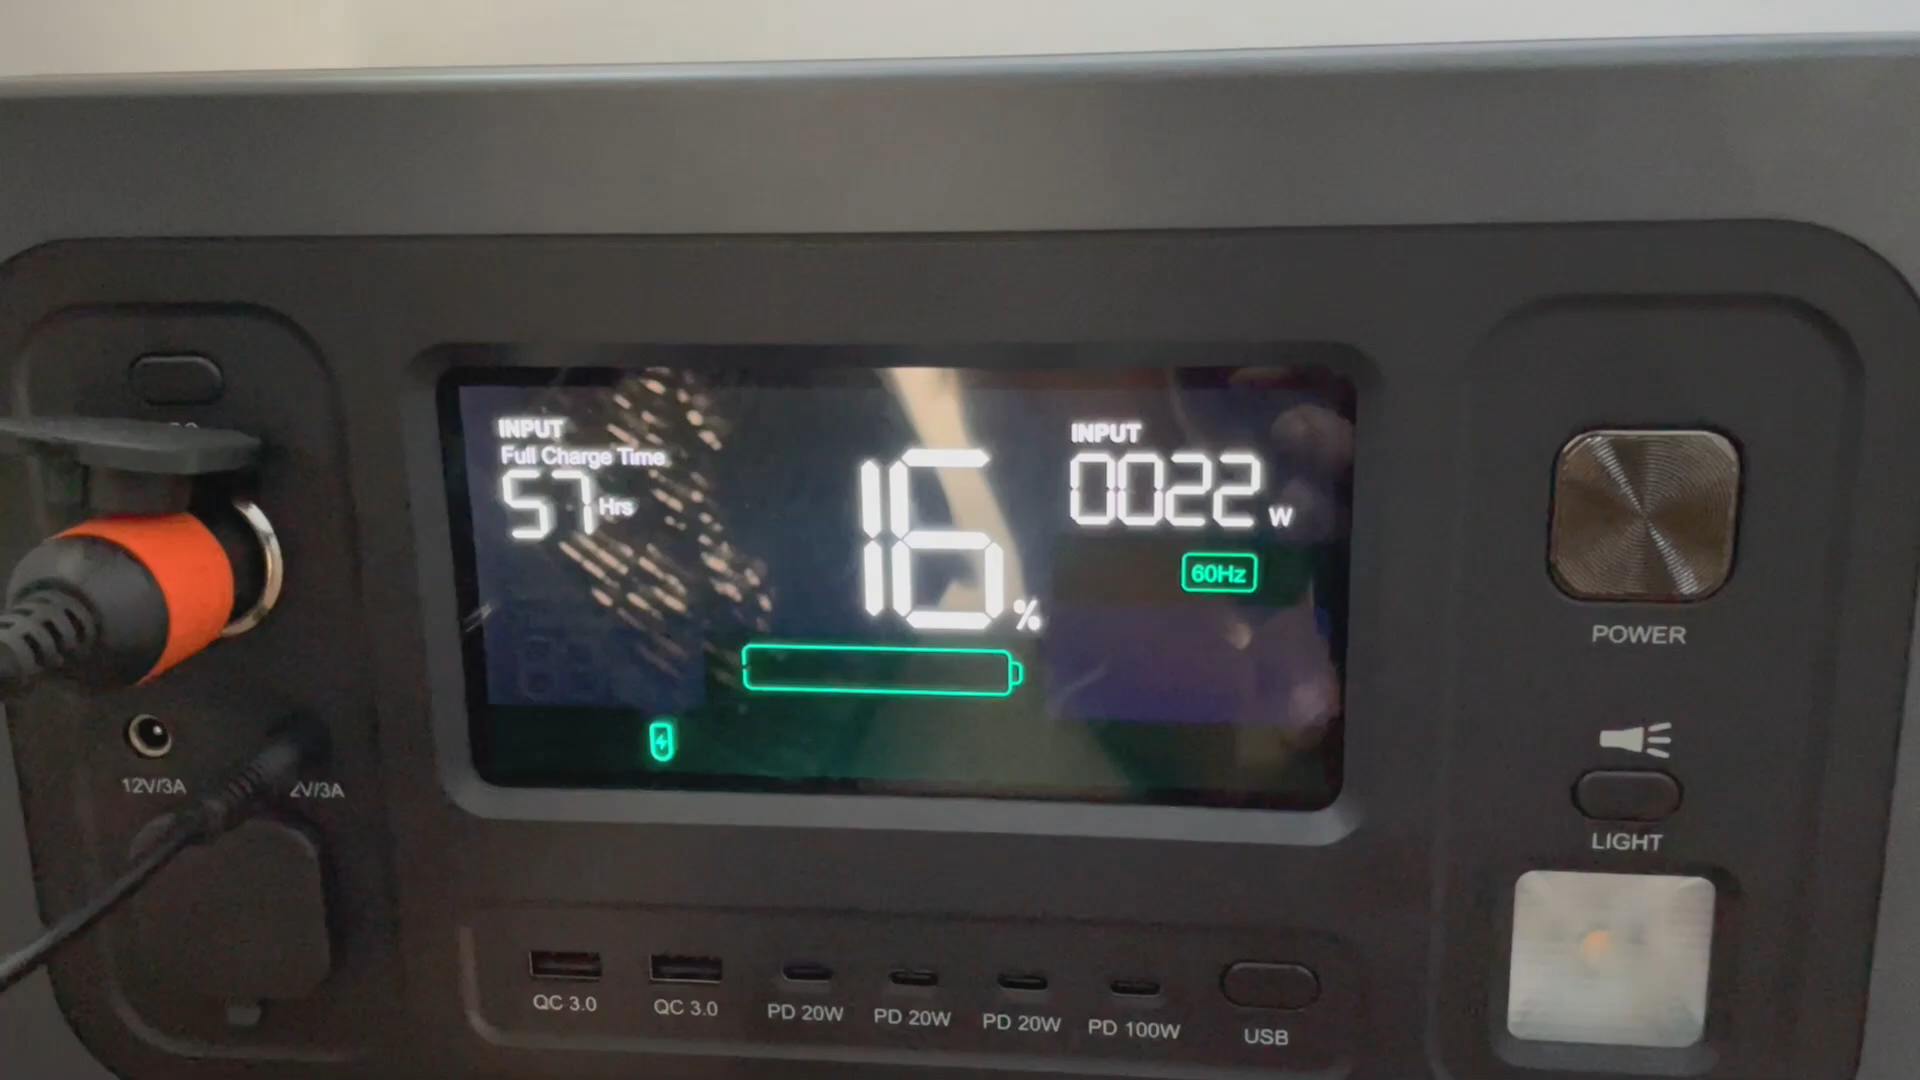 INPUT
Full Charge Time
57 Hrs
16 %
INPUT
0022 W
60Hz
POWER
LIGHT
12V/3A
2V/3A
QC 3.0
QC 3.0
PD 20W
PD 20W
PD 20W
PD 100W
USB